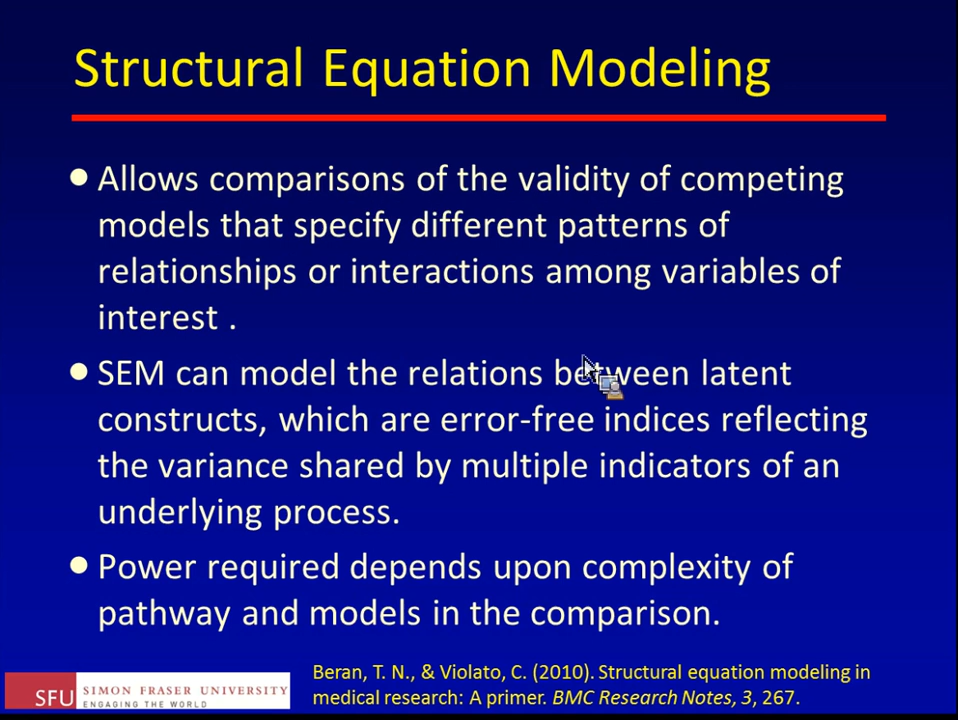 Structural Equation Modeling
• Allows comparisons of the validity of competing
models that specify different patterns of
relationships or interactions among variables of
interest .
• SEM can model the relations between latent
constructs, which are error-free indices reflecting
the variance shared by multiple indicators of an
underlying process.
• Power required depends upon complexity of
pathway and models in the comparison.
Beran, T. N., & Violato, C. (2010). Structural equation modeling in
medical research: A primer. BMC Research Notes, 3, 267.
SFU SIMON FRASER UNIVERSITY
ENGAGING THE WORLD